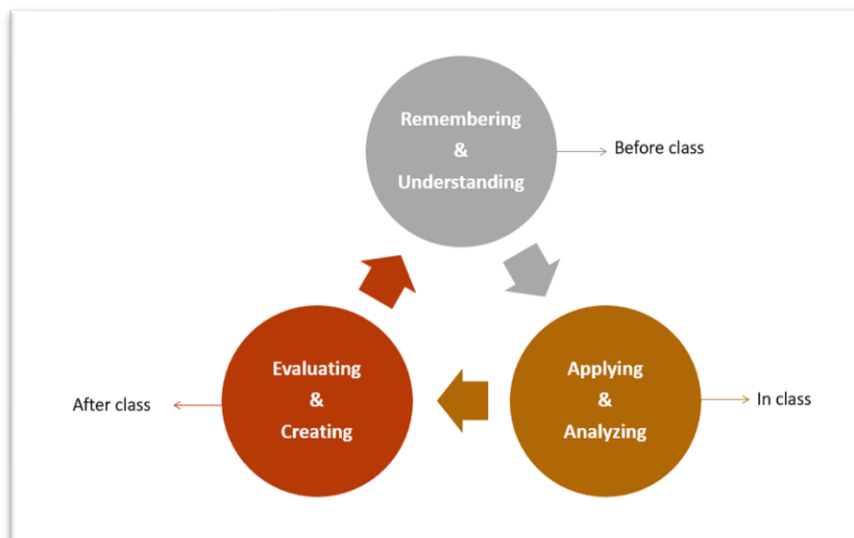 Remembering
&
Understanding
Before class
Evaluating
&
Creating
After class
Applying
&
Analyzing
In class